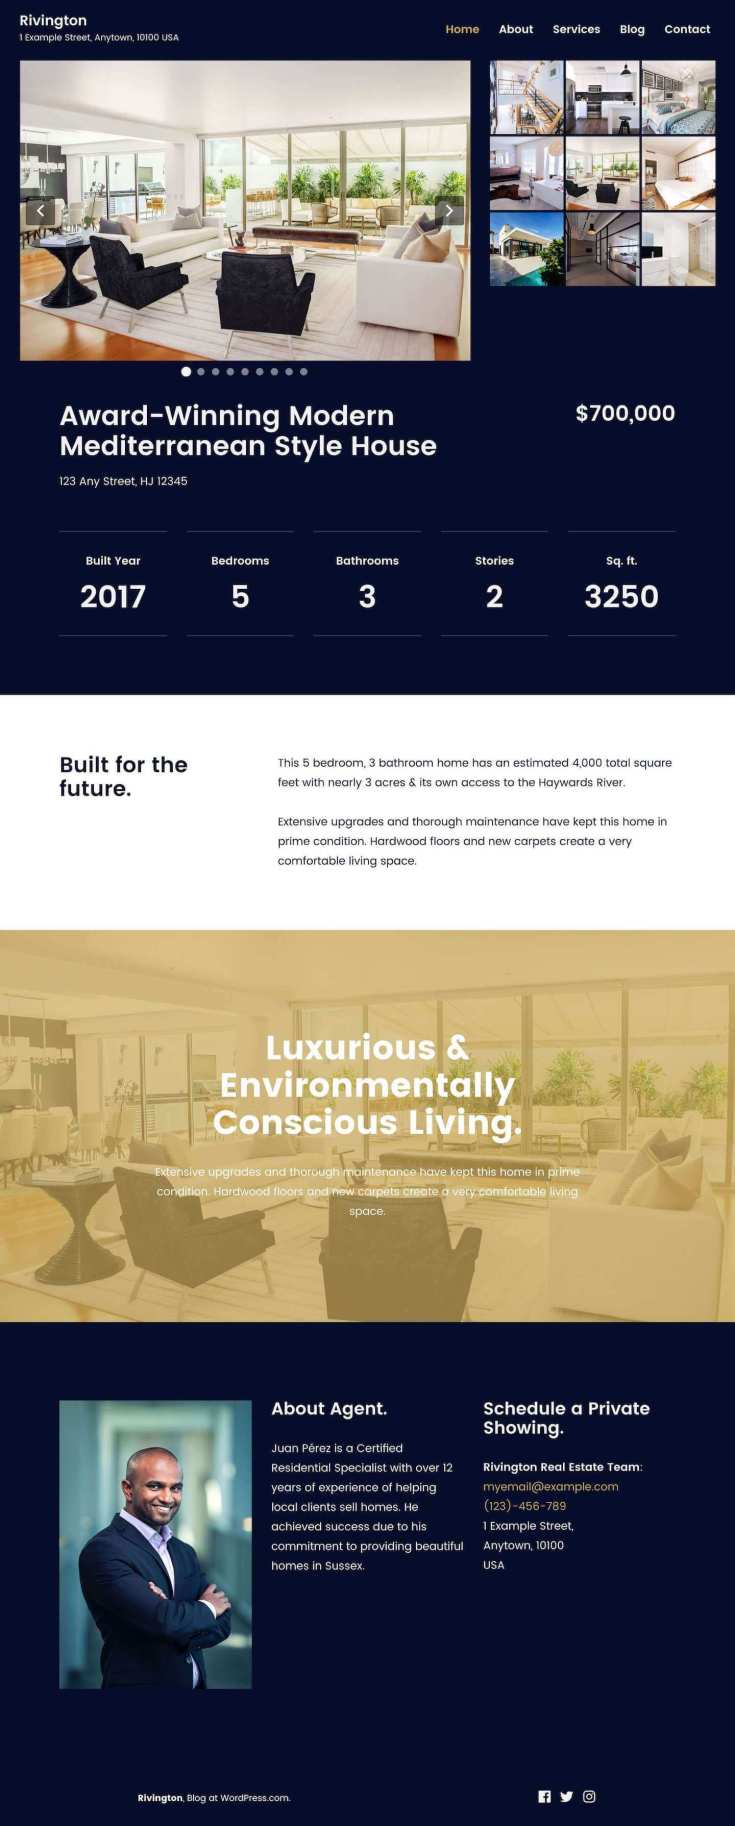 Rivington
1 Example Street, Anytown, 10100 USA
Home About Services Blog Contact
Award-Winning Modern
Mediterranean Style House
$700,000
123 Any Street, HJ 12345
Built Year
2017
Bedrooms
5
Bathrooms
3
Stories
2
Sq. ft.
3250
Built for the
future.
This 5 bedroom, 3 bathroom home has an estimated 4,000 total square
feet with nearly 3 acres & its own access to the Haywards River.
Extensive upgrades and thorough maintenance have kept this home in
prime condition. Hardwood floors and new carpets create a very
comfortable living space.
Luxurious &
Environmentally
Conscious Living.
Extensive upgrades and thorough maintenance have kept this home in prime
condition. Hardwood floors and new carpets create a very comfortable living
space.
About Agent.
Juan Pérez is a Certified
Residential Specialist with over 12
years of experience of helping
local clients sell homes. He
achieved success due to his
commitment to providing beautiful
homes in Sussex.
Schedule a Private
Showing.
Rivington Real Estate Team:
myemail@example.com
(123)-456-789
1 Example Street,
Anytown, 10100
USA
Rivington, Blog at WordPress.com.